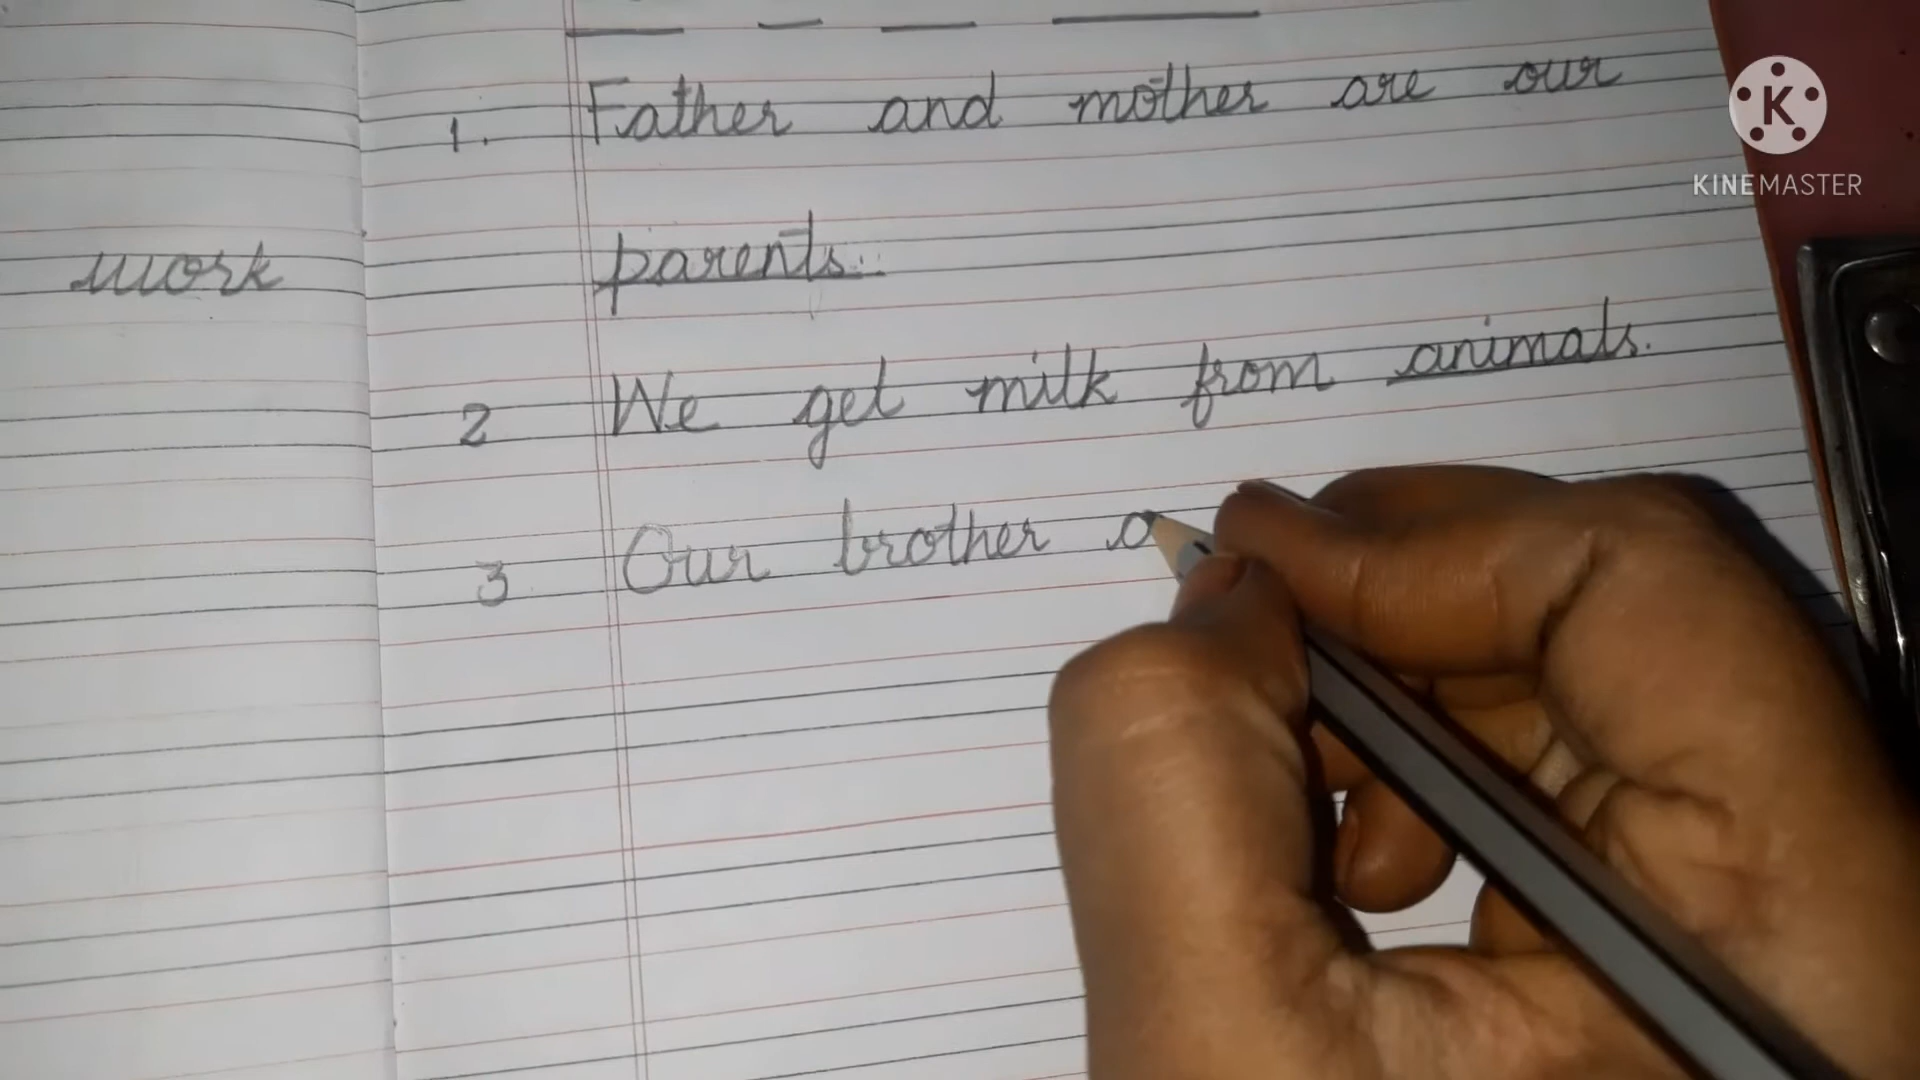 1. Father and mother are our
work parents.
2 We get milk from animals.
3 Our brother a
KINEMASTER